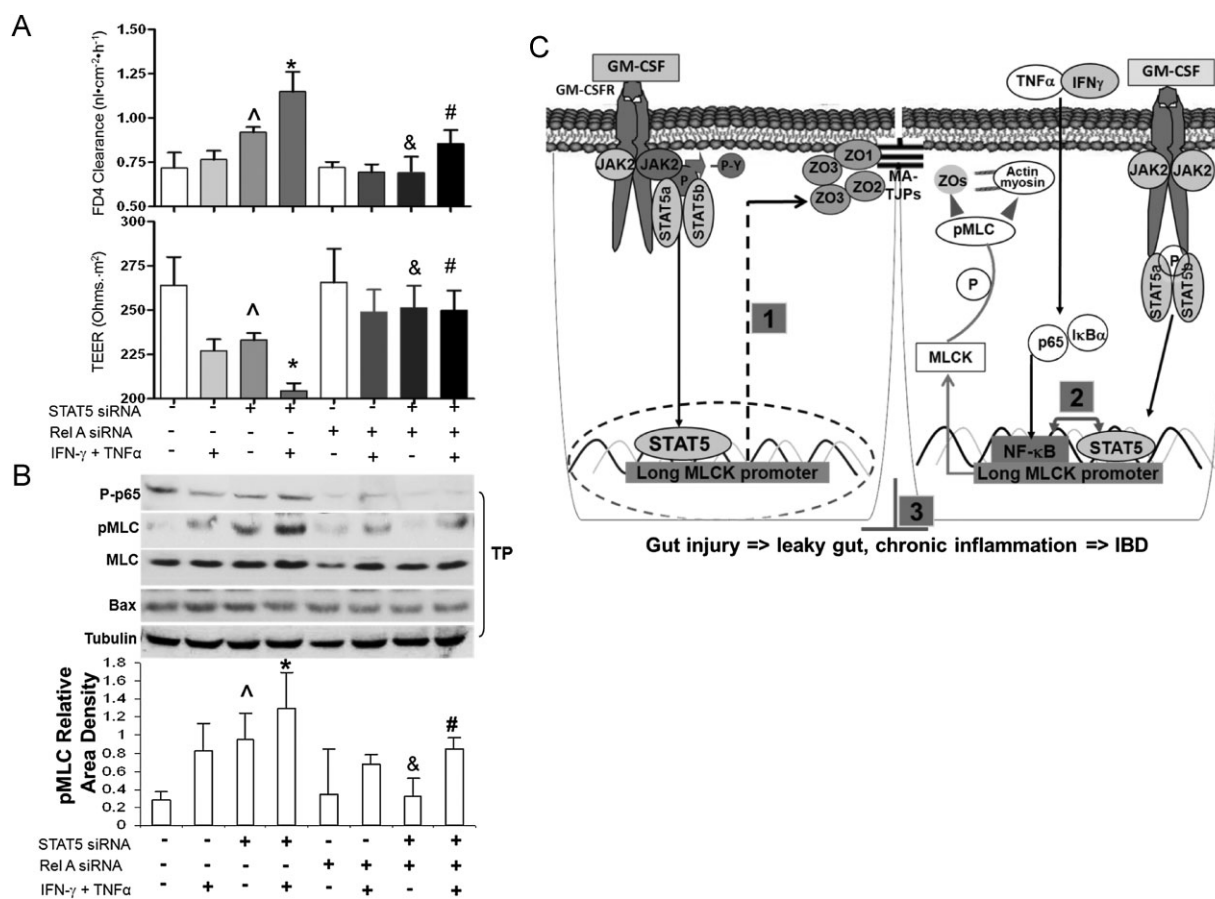 A
FD4 Clearance (nl•cm⁻²•h⁻¹)
1.50
1.25
1.00
0.75
0.50
^
*
&
#
TEER (Ohms.·m²)
300
275
250
225
200
^
*
&
#
STAT5 siRNA - - + + - - + +
Rel A siRNA - - - - + + + +
IFN-γ + TNFα - + - + - + - +
B
P-p65
pMLC
MLC
Bax
Tubulin
TP
pMLC Relative
Area Density
1.8
1.6
1.4
1.2
1
0.8
0.6
0.4
0.2
0
^
*
&
#
STAT5 siRNA - - + + - - + +
Rel A siRNA - - - - + + + +
IFN-γ + TNFα - + - + - + - +
C
GM-CSF
GM-CSFR
JAK2
JAK2
P
P-Y
STAT5a
STAT5b
ZO1
ZO3
ZO2
ZO3
MA-
TJPs
1
STAT5
Long MLCK promoter
TNFα
IFNγ
GM-CSF
JAK2
JAK2
ZOs
Actin
myosin
pMLC
P
P
STAT5a
STAT5b
p65
IκBα
MLCK
2
NF-κB
STAT5
Long MLCK promoter
3
Gut injury => leaky gut, chronic inflammation => IBD